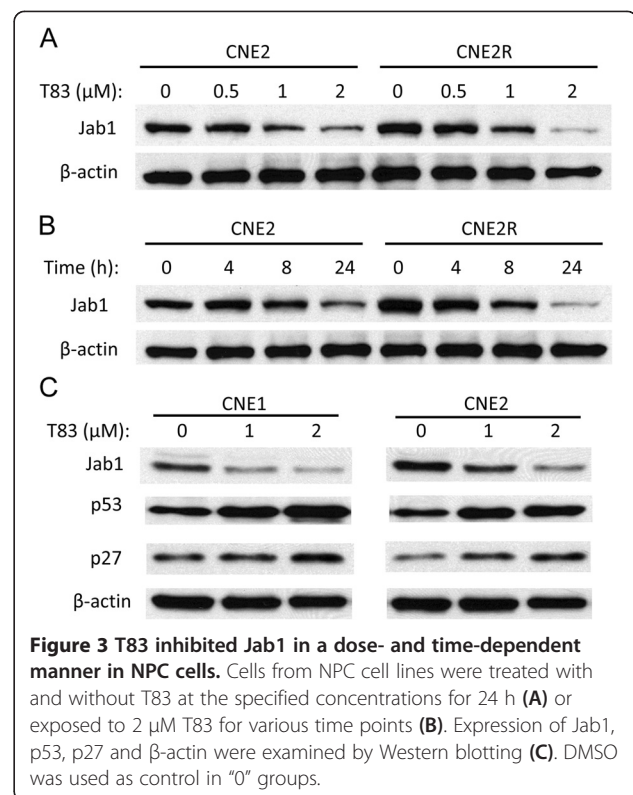 A
CNE2 CNE2R
T83 (µM): 0 0.5 1 2 0 0.5 1 2
Jab1
β-actin
B
CNE2 CNE2R
Time (h): 0 4 8 24 0 4 8 24
Jab1
β-actin
C
CNE1 CNE2
T83 (µM): 0 1 2 0 1 2
Jab1
p53
p27
β-actin
Figure 3 T83 inhibited Jab1 in a dose- and time-dependent
manner in NPC cells. Cells from NPC cell lines were treated with
and without T83 at the specified concentrations for 24 h (A) or
exposed to 2 µM T83 for various time points (B). Expression of Jab1,
p53, p27 and β-actin were examined by Western blotting (C). DMSO
was used as control in “0” groups.